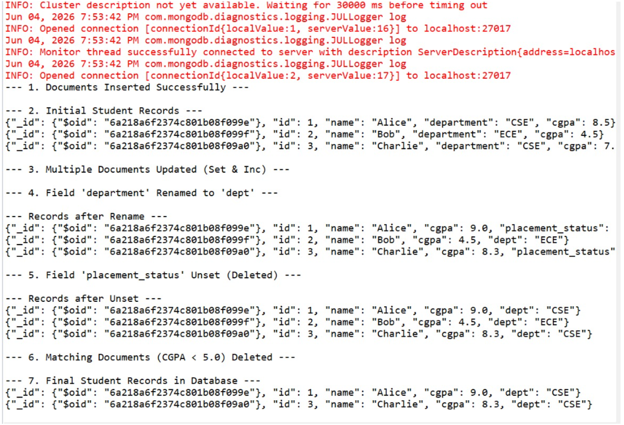 INFO: Cluster description not yet available. Waiting for 30000 ms before timing out
Jun 04, 2026 7:53:42 PM com.mongodb.diagnostics.logging.JULLogger log
INFO: Opened connection [connectionId{localValue:1, serverValue:16}] to localhost:27017
Jun 04, 2026 7:53:42 PM com.mongodb.diagnostics.logging.JULLogger log
INFO: Monitor thread successfully connected to server with description ServerDescription{address=localhos
Jun 04, 2026 7:53:42 PM com.mongodb.diagnostics.logging.JULLogger log
INFO: Opened connection [connectionId{localValue:2, serverValue:17}] to localhost:27017
--- 1. Documents Inserted Successfully ---
--- 2. Initial Student Records ---
{"_id": {"$oid": "6a218a6f2374c801b08f099e"}, "id": 1, "name": "Alice", "department": "CSE", "cgpa": 8.5}
{"_id": {"$oid": "6a218a6f2374c801b08f099f"}, "id": 2, "name": "Bob", "department": "ECE", "cgpa": 4.5}
{"_id": {"$oid": "6a218a6f2374c801b08f09a0"}, "id": 3, "name": "Charlie", "department": "CSE", "cgpa": 7.
--- 3. Multiple Documents Updated (Set & Inc) ---
--- 4. Field 'department' Renamed to 'dept' ---
--- Records after Rename ---
{"_id": {"$oid": "6a218a6f2374c801b08f099e"}, "id": 1, "name": "Alice", "cgpa": 9.0, "placement_status":
{"_id": {"$oid": "6a218a6f2374c801b08f099f"}, "id": 2, "name": "Bob", "cgpa": 4.5, "dept": "ECE"}
{"_id": {"$oid": "6a218a6f2374c801b08f09a0"}, "id": 3, "name": "Charlie", "cgpa": 8.3, "placement_status"
--- 5. Field 'placement_status' Unset (Deleted) ---
--- Records after Unset ---
{"_id": {"$oid": "6a218a6f2374c801b08f099e"}, "id": 1, "name": "Alice", "cgpa": 9.0, "dept": "CSE"}
{"_id": {"$oid": "6a218a6f2374c801b08f099f"}, "id": 2, "name": "Bob", "cgpa": 4.5, "dept": "ECE"}
{"_id": {"$oid": "6a218a6f2374c801b08f09a0"}, "id": 3, "name": "Charlie", "cgpa": 8.3, "dept": "CSE"}
--- 6. Matching Documents (CGPA < 5.0) Deleted ---
--- 7. Final Student Records in Database ---
{"_id": {"$oid": "6a218a6f2374c801b08f099e"}, "id": 1, "name": "Alice", "cgpa": 9.0, "dept": "CSE"}
{"_id": {"$oid": "6a218a6f2374c801b08f09a0"}, "id": 3, "name": "Charlie", "cgpa": 8.3, "dept": "CSE"}